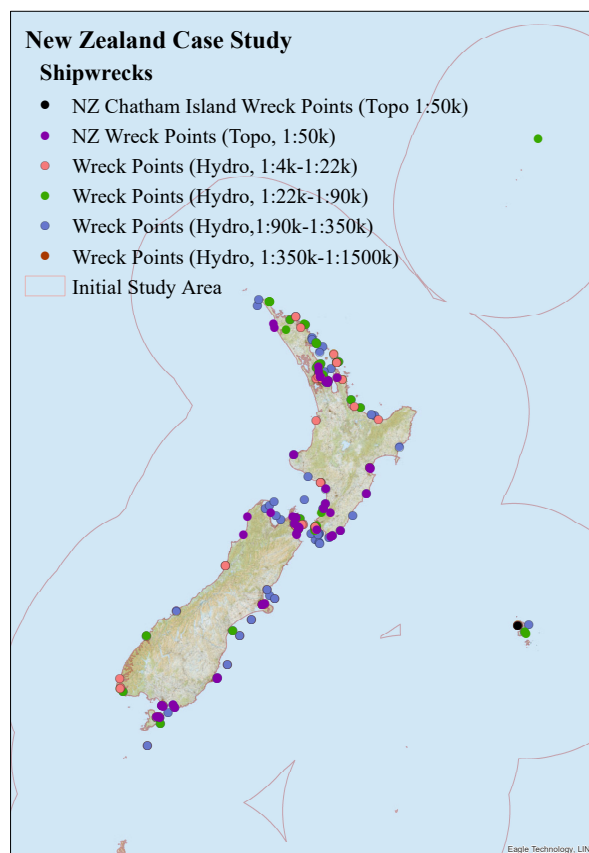 New Zealand Case Study
Shipwrecks
NZ Chatham Island Wreck Points (Topo 1:50k)
NZ Wreck Points (Topo, 1:50k)
Wreck Points (Hydro, 1:4k-1:22k)
Wreck Points (Hydro, 1:22k-1:90k)
Wreck Points (Hydro,1:90k-1:350k)
Wreck Points (Hydro, 1:350k-1:1500k)
Initial Study Area
Eagle Technology, LIN